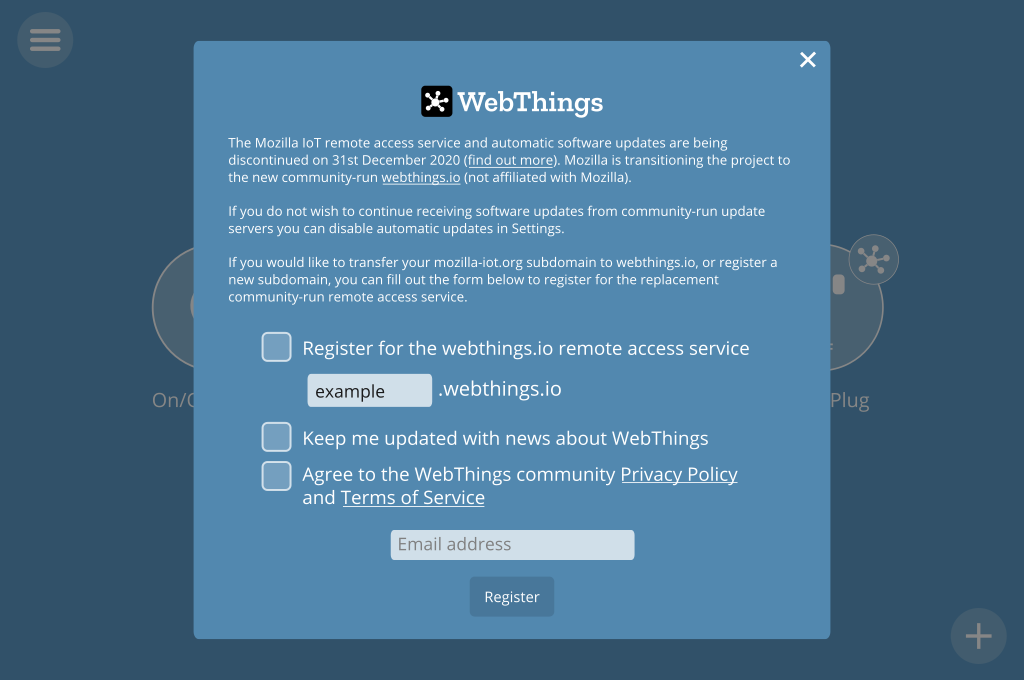 WebThings
The Mozilla IoT remote access service and automatic software updates are being
discontinued on 31st December 2020 (find out more). Mozilla is transitioning the project to
the new community-run webthings.io (not affiliated with Mozilla).
If you do not wish to continue receiving software updates from community-run update
servers you can disable automatic updates in Settings.
If you would like to transfer your mozilla-iot.org subdomain to webthings.io, or register a
new subdomain, you can fill out the form below to register for the replacement
community-run remote access service.
Register for the webthings.io remote access service
example .webthings.io
On/
Plug
Keep me updated with news about WebThings
Agree to the WebThings community Privacy Policy
and Terms of Service
Email address
Register